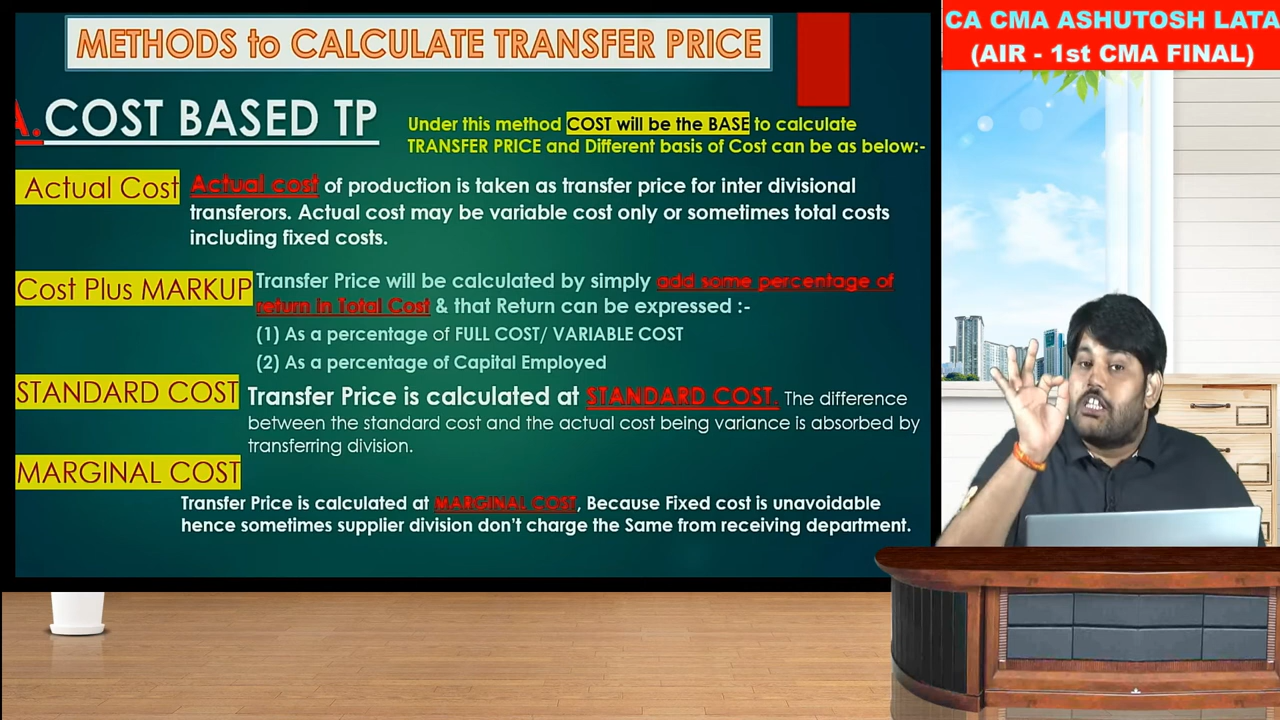 METHODS to CALCULATE TRANSFER PRICE
CA CMA ASHUTOSH LATA
(AIR - 1st CMA FINAL)
A.COST BASED TP
Under this method COST will be the BASE to calculate
TRANSFER PRICE and Different basis of Cost can be as below:-
Actual Cost
Actual cost of production is taken as transfer price for inter divisional
transferors. Actual cost may be variable cost only or sometimes total costs
including fixed costs.
Cost Plus MARKUP
Transfer Price will be calculated by simply add some percentage of
return in Total Cost & that Return can be expressed :-
(1) As a percentage of FULL COST/ VARIABLE COST
(2) As a percentage of Capital Employed
STANDARD COST
Transfer Price is calculated at STANDARD COST. The difference
between the standard cost and the actual cost being variance is absorbed by
transferring division.
MARGINAL COST
Transfer Price is calculated at MARGINAL COST, Because Fixed cost is unavoidable
hence sometimes supplier division don't charge the Same from receiving department.